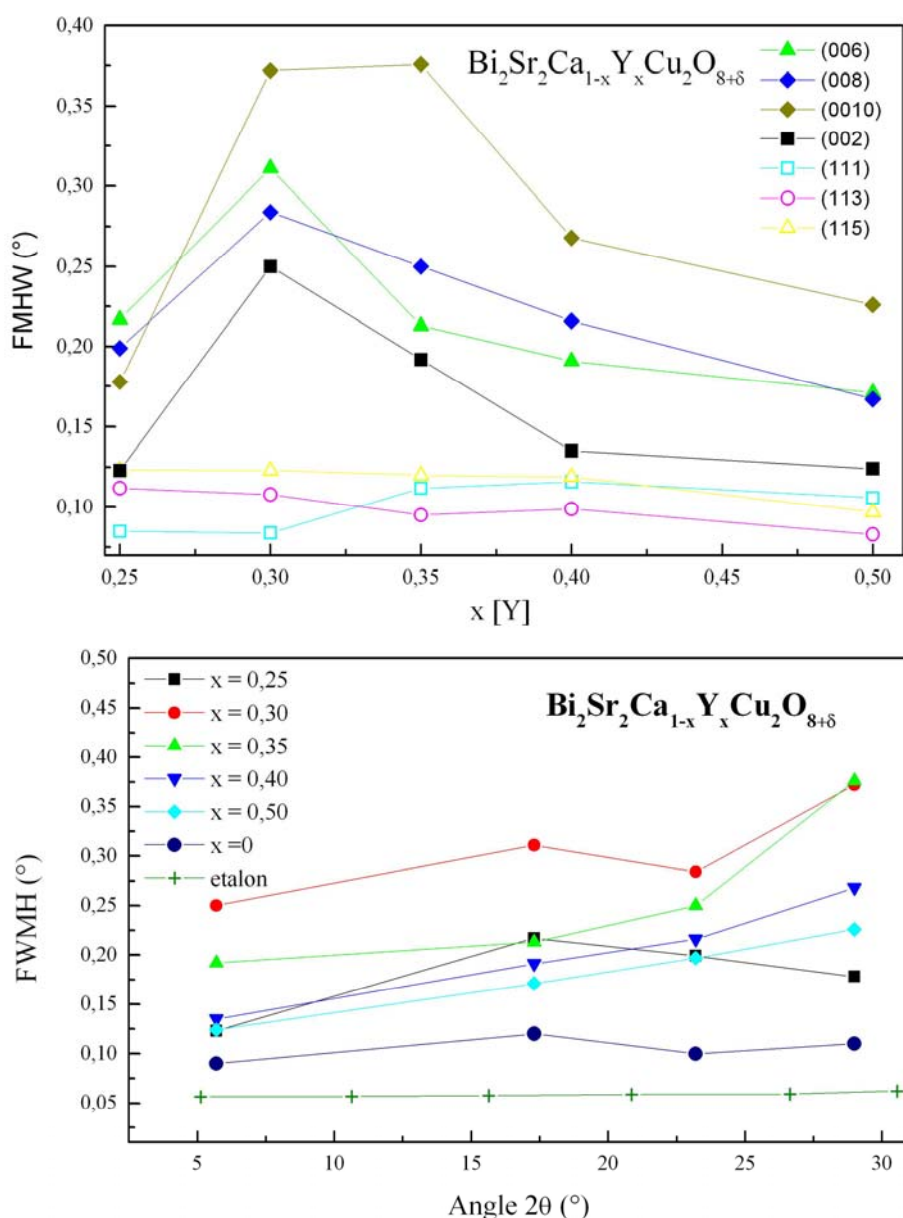 0,40
0,35
0,30
0,25
0,20
0,15
0,10
FMHW (°)
Bi₂Sr₂Ca₁₋ₓYₓCu₂O₈₊δ
(006)
(008)
(0010)
(002)
(111)
(113)
(115)
0,25 0,30 0,35 0,40 0,45 0,50
x [Y]
0,50
0,45
0,40
0,35
0,30
0,25
0,20
0,15
0,10
0,05
FWMH (°)
x = 0,25
x = 0,30
x = 0,35
x = 0,40
x = 0,50
x =0
etalon
Bi₂Sr₂Ca₁₋ₓYₓCu₂O₈₊δ
5 10 15 20 25 30
Angle 2θ (°)